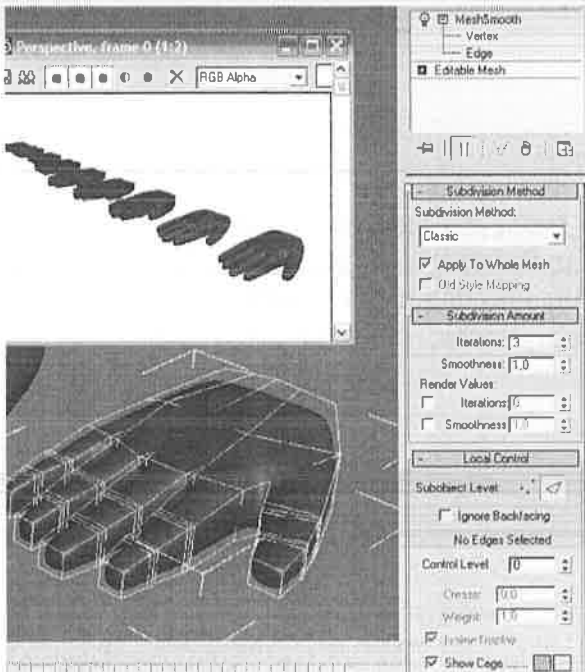 MeshSmooth
Vertex
Edge
Editable Mesh
Perspective, frame 0 (1:2)
RGB Alpha
Subdivision Method
Subdivision Method:
Classic
Apply To Whole Mesh
Old Style Mapping
Subdivision Amount
Iterations: 3
Smoothness: 1,0
Render Values:
Iterations: 0
Smoothness 1,0
Local Control
Subobject Level:
Ignore Backfacing
No Edges Selected
Control Level: 0
Crease: 0,0
Weight: 1,0
Isoline Display
Show Cage